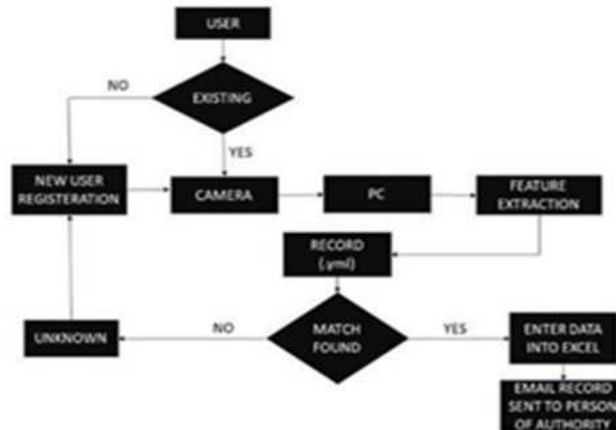 USER
EXISTING
NO
YES
NEW USER
REGISTERATION
CAMERA
PC
FEATURE
EXTRACTION
RECORD
(.yml)
UNKNOWN
NO
MATCH
FOUND
YES
ENTER DATA
INTO EXCEL
EMAIL RECORD
SENT TO PERSON
OF AUTHORITY